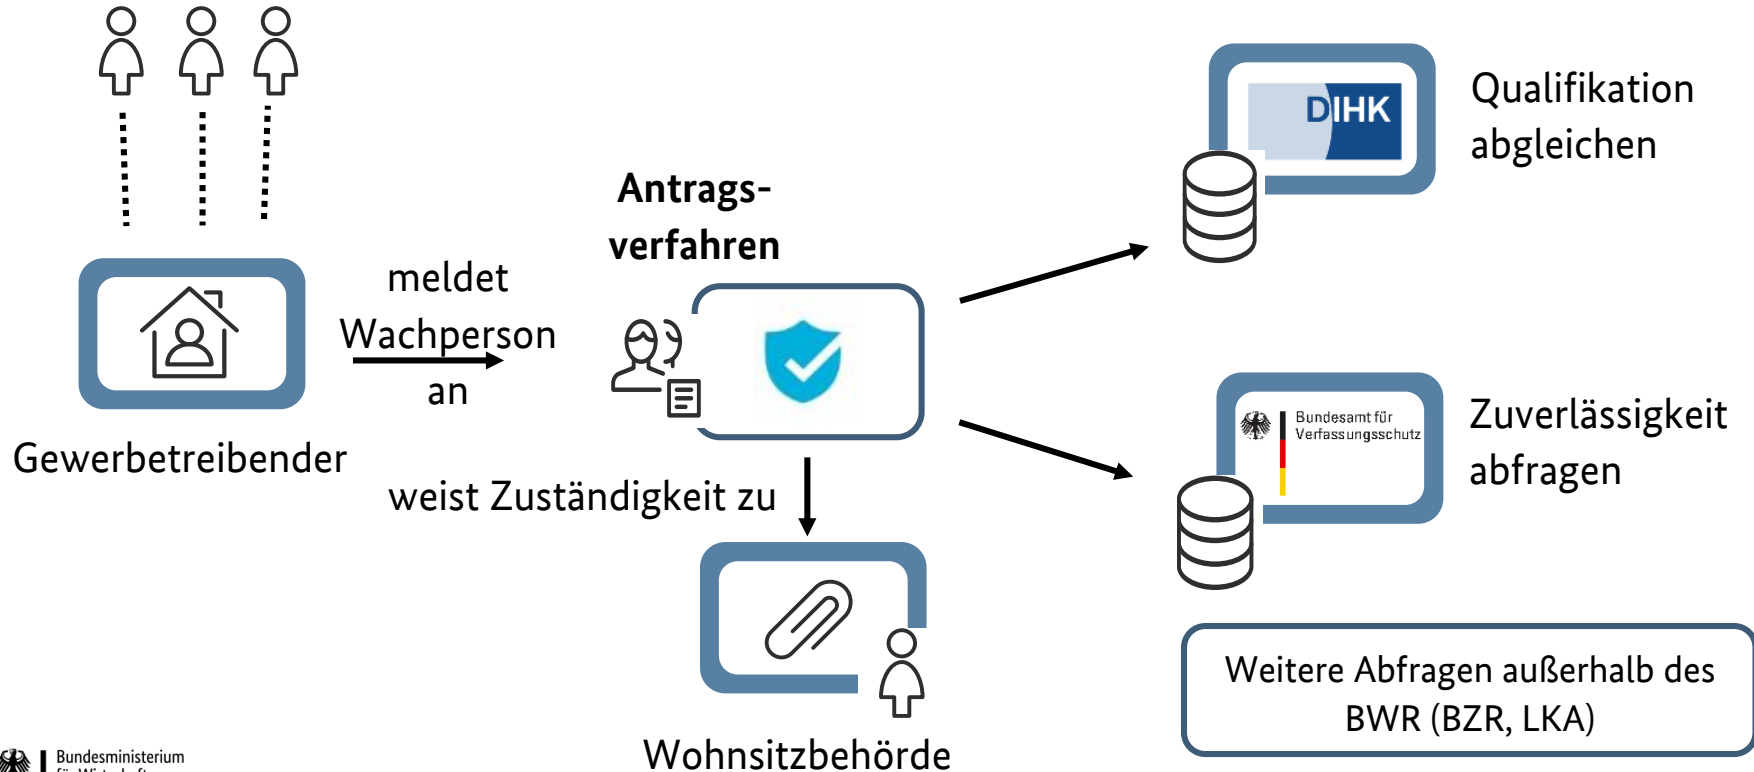 DIHK
Qualifikation
abgleichen
Antrags-
verfahren
meldet
Wachperson
an
Gewerbetreibender
Bundesamt für
Verfassungsschutz
Zuverlässigkeit
abfragen
weist Zuständigkeit zu
Weitere Abfragen außerhalb des
BWR (BZR, LKA)
Wohnsitzbehörde
Bundesministerium